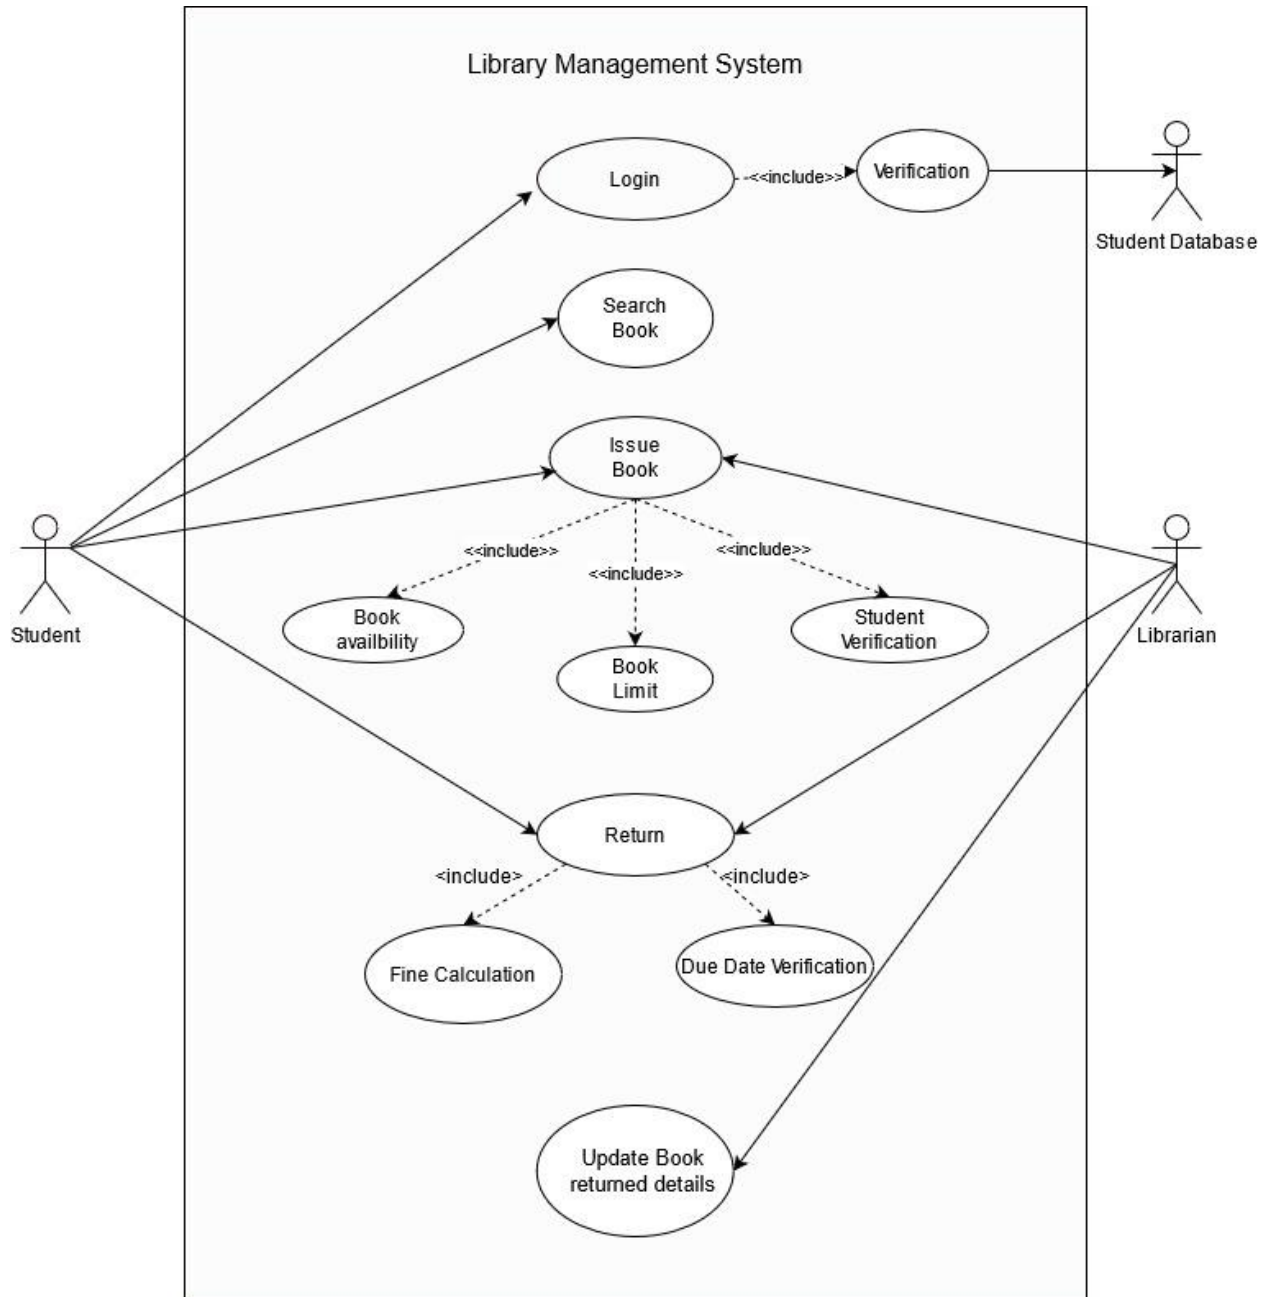 Library Management System
Login
<<include>>
Verification
Student Database
Search
Book
Issue
Book
<<include>>
<<include>>
<<include>>
Student
Book
availbility
Book
Limit
Student
Verification
Librarian
Return
<include>
<include>
Fine Calculation
Due Date Verification
Update Book
returned details